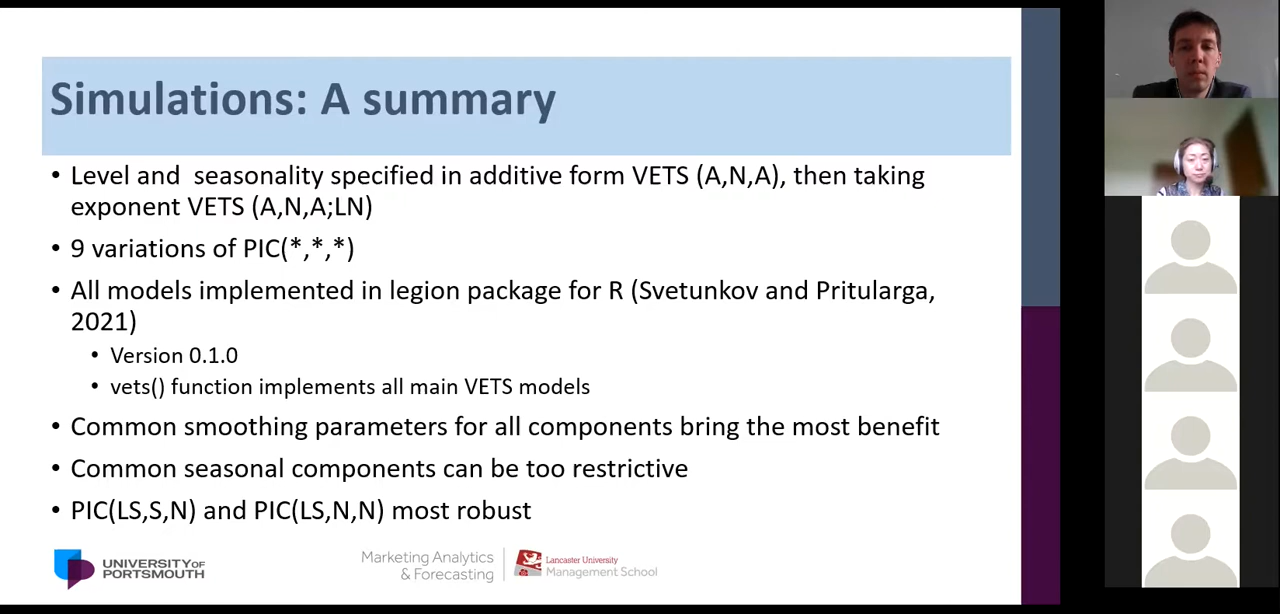 Simulations: A summary
• Level and seasonality specified in additive form VETS (A,N,A), then taking
exponent VETS (A,N,A;LN)
• 9 variations of PIC(*,*,*)
• All models implemented in legion package for R (Svetunkov and Pritularga,
2021)
• Version 0.1.0
• vets() function implements all main VETS models
• Common smoothing parameters for all components bring the most benefit
• Common seasonal components can be too restrictive
• PIC(LS,S,N) and PIC(LS,N,N) most robust
UNIVERSITY OF
PORTSMOUTH
Marketing Analytics
& Forecasting
Lancaster University
Management School